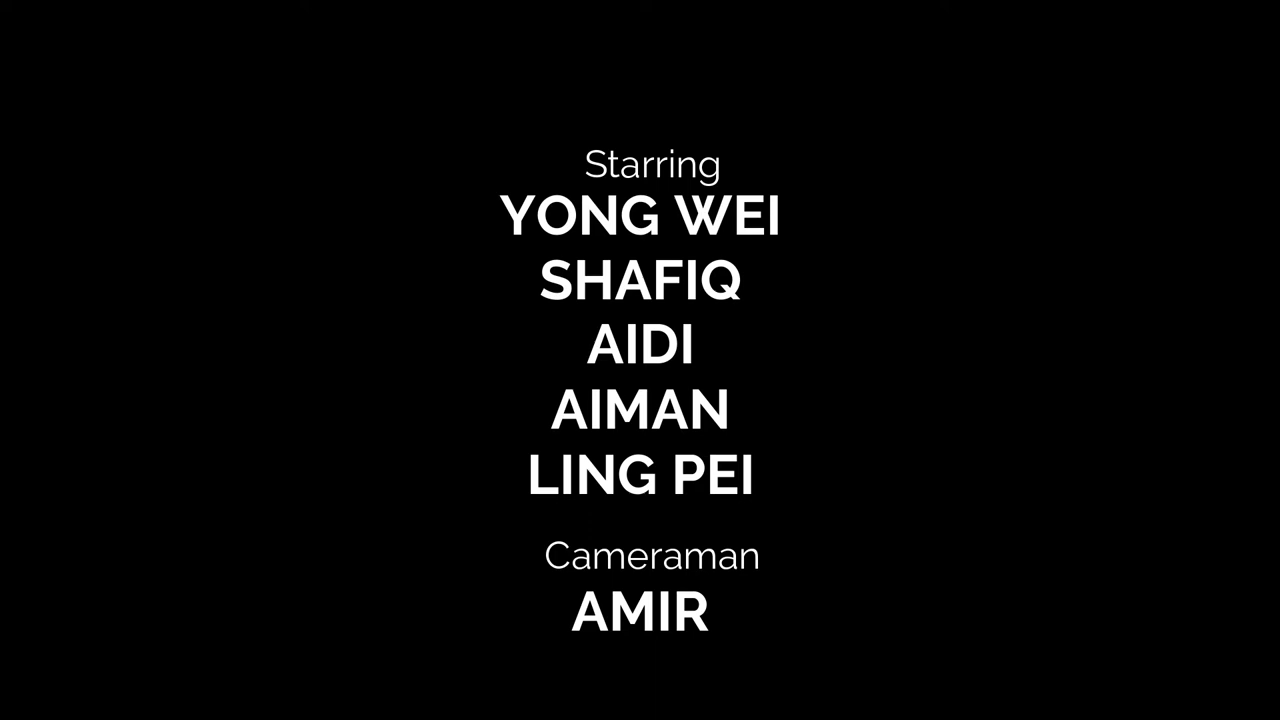 Starring
YONG WEI
SHAFIQ
AIDI
AIMAN
LING PEI
Cameraman
AMIR